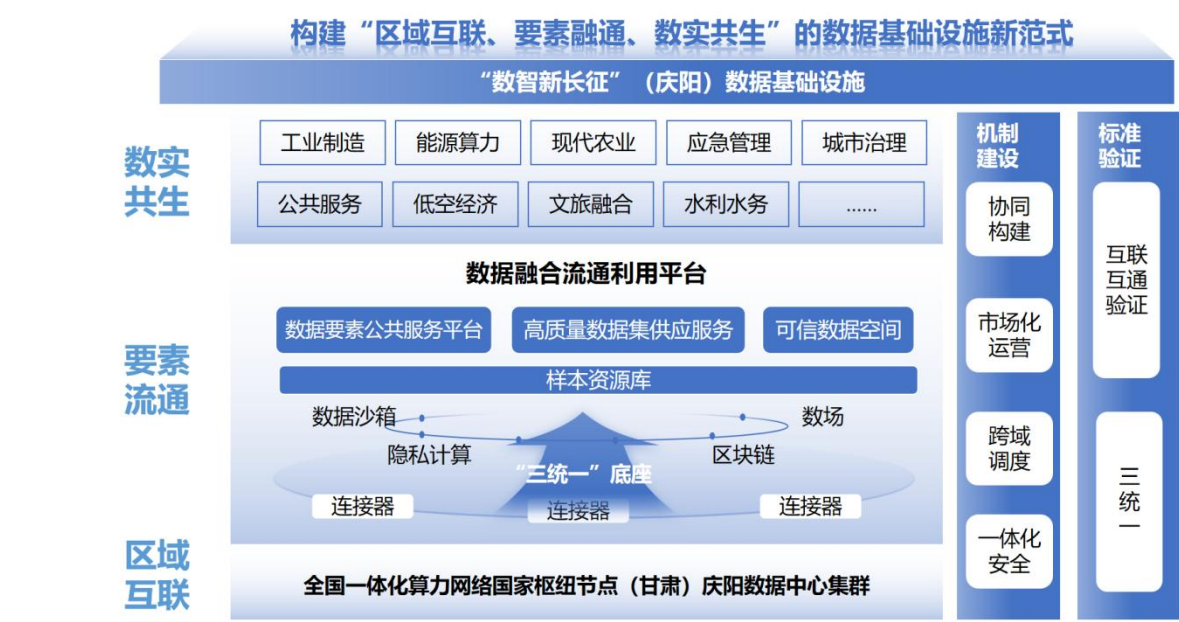 构建“区域互联、要素融通、数实共生”的数据基础设施新范式
“数智新长征”（庆阳）数据基础设施
数实
共生
工业制造
能源算力
现代农业
应急管理
城市治理
公共服务
低空经济
文旅融合
水利水务
......
要素
流通
数据融合流通利用平台
数据要素公共服务平台
高质量数据集供应服务
可信数据空间
样本资源库
数据沙箱
数场
隐私计算
区块链
“三统一”底座
连接器
连接器
连接器
区域
互联
全国一体化算力网络国家枢纽节点（甘肃）庆阳数据中心集群
机制
建设
协同
构建
市场化
运营
跨域
调度
一体化
安全
标准
验证
互联
互通
验证
三
统
一